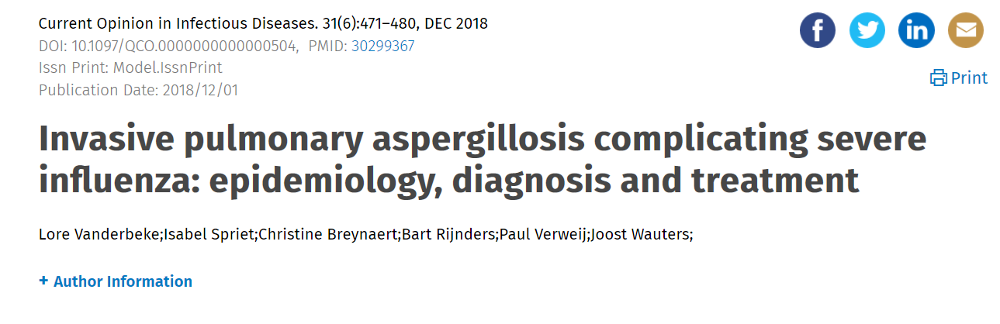 Current Opinion in Infectious Diseases. 31(6):471–480, DEC 2018
DOI: 10.1097/QCO.0000000000000504, PMID: 30299367
Issn Print: Model.IssnPrint
Publication Date: 2018/12/01
Print
Invasive pulmonary aspergillosis complicating severe
influenza: epidemiology, diagnosis and treatment
Lore Vanderbeke;Isabel Spriet;Christine Breynaert;Bart Rijnders;Paul Verweij;Joost Wauters;
+ Author Information